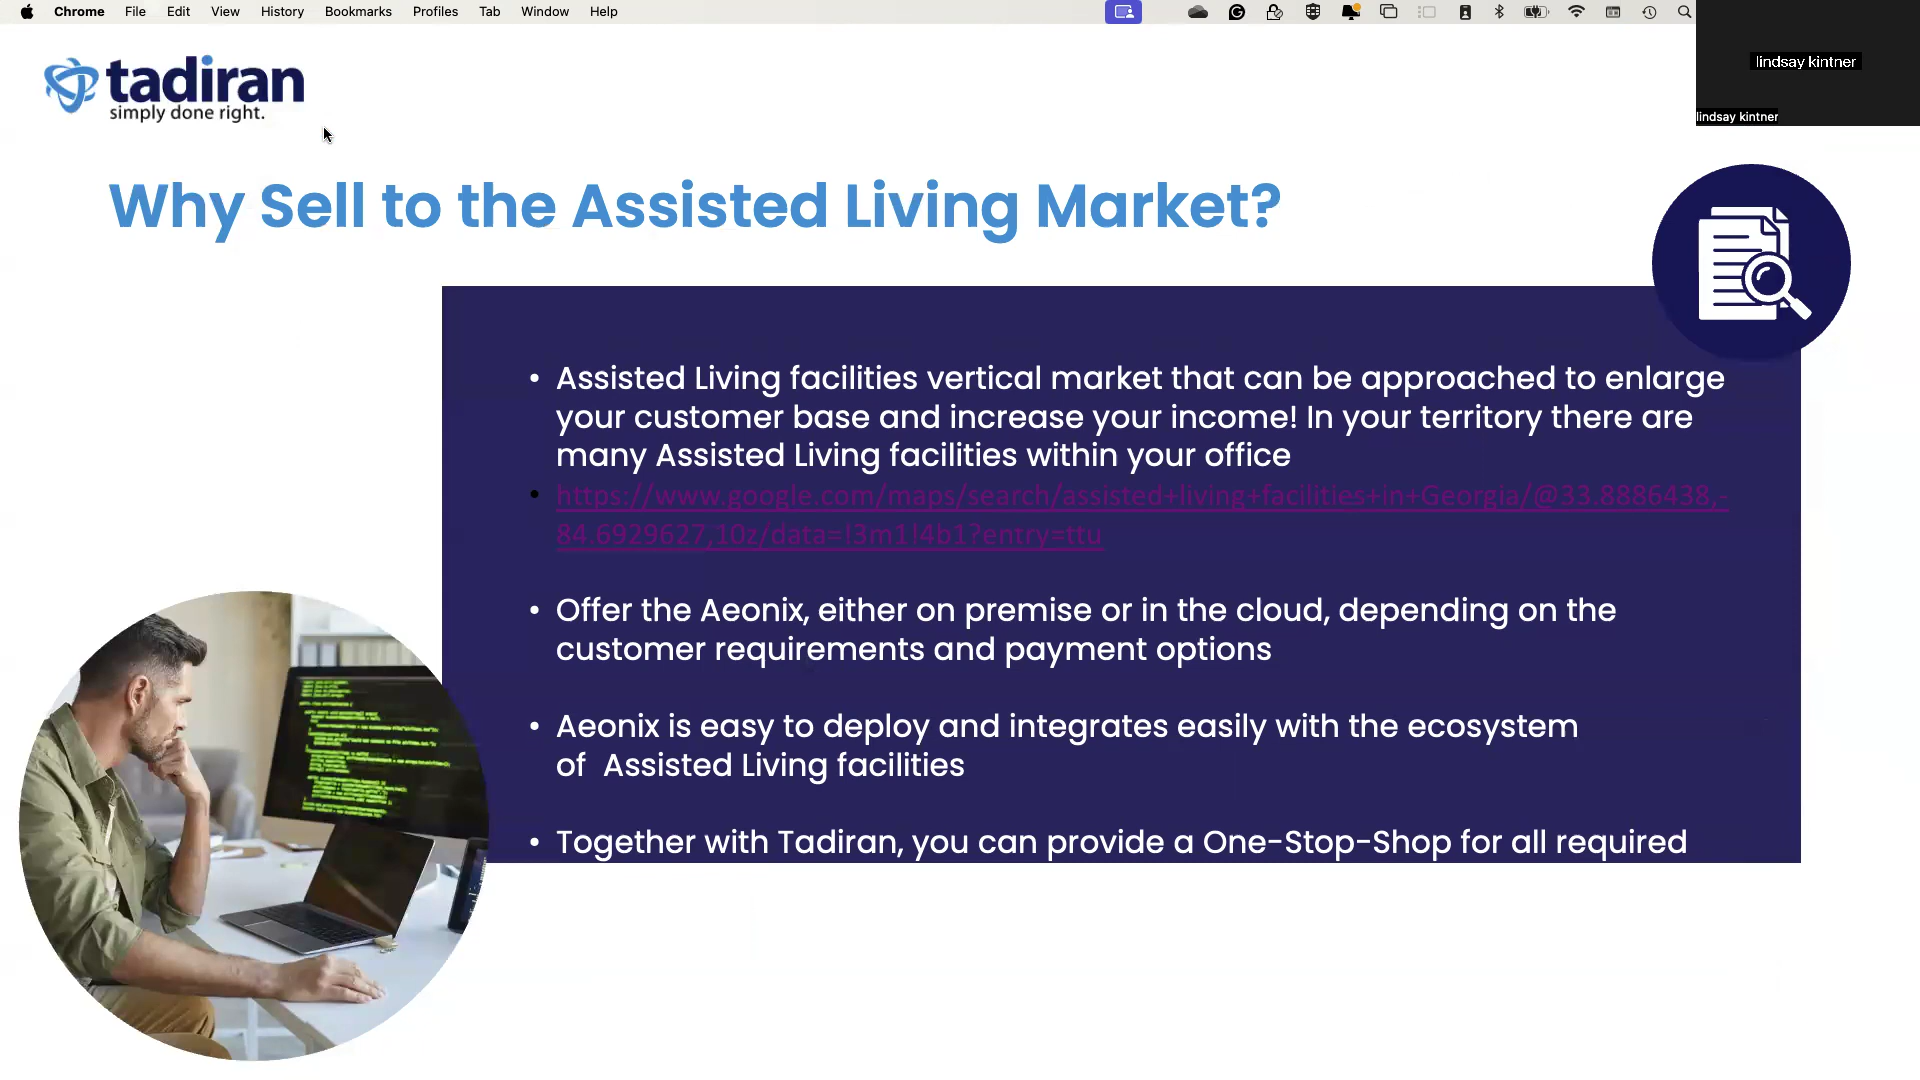 Chrome File Edit View History Bookmarks Profiles Tab Window Help
lindsay kintner
lindsay kintner
tadiran
simply done right.
Why Sell to the Assisted Living Market?
• Assisted Living facilities vertical market that can be approached to enlarge
your customer base and increase your income! In your territory there are
many Assisted Living facilities within your office
• https://www.google.com/maps/search/assisted+living+facilities+in+Georgia/@33.8886438,-
84.6929627,10z/data=!3m1!4b1?entry=ttu
• Offer the Aeonix, either on premise or in the cloud, depending on the
customer requirements and payment options
• Aeonix is easy to deploy and integrates easily with the ecosystem
of  Assisted Living facilities
• Together with Tadiran, you can provide a One-Stop-Shop for all required